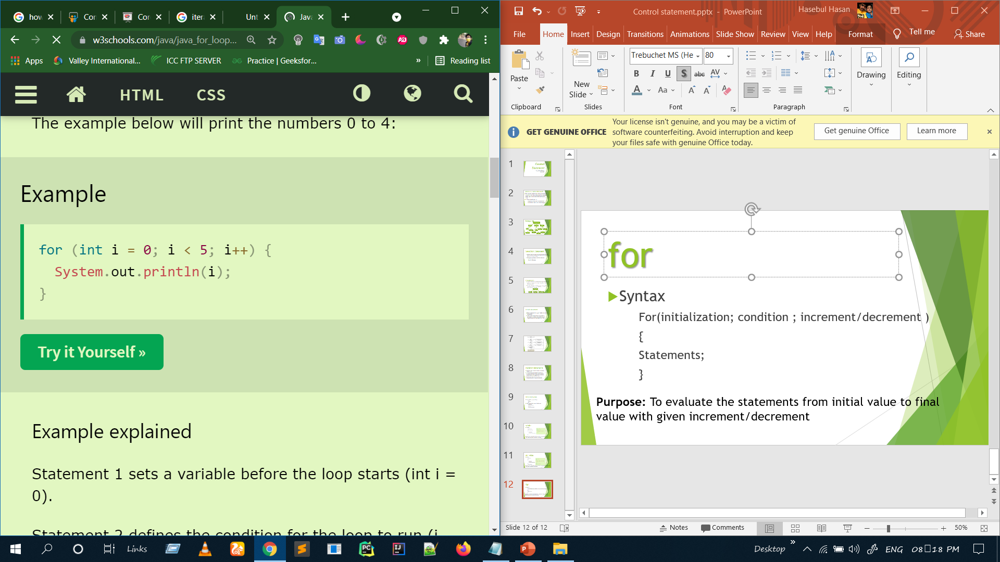 how
Cor
Cor
iter
Unt
Java
w3schools.com/java/java_for_loop...
Apps
Valley International...
ICC FTP SERVER
Practice | Geeksfor...
»
Reading list
HTML
CSS
The example below will print the numbers 0 to 4:
Example
for (int i = 0; i < 5; i++) {
System.out.println(i);
}
Try it Yourself »
Example explained
Statement 1 sets a variable before the loop starts (int i =
0).
Statement 2 defines the condition for the loop to run (i
Control statement.pptx - PowerPoint
Hasebul Hasan
File
Home
Insert
Design
Transitions
Animations
Slide Show
Review
View
Help
Format
Tell me
Share
Paste
Clipboard
New
Slide
Slides
Trebuchet MS (He
80
B I U S abc AV
A Aa A A
Font
Paragraph
Drawing
Editing
GET GENUINE OFFICE
Your license isn't genuine, and you may be a victim of
software counterfeiting. Avoid interruption and keep
your files safe with genuine Office today.
Get genuine Office
Learn more
1
Control
Statement
2
3
4
5
6
7
8
9
10
11
12
for
Syntax
For(initialization; condition ; increment/decrement )
{
Statements;
}
Purpose: To evaluate the statements from initial value to final
value with given increment/decrement
Slide 12 of 12
Notes
Comments
50%
Links
Desktop
»
ENG
08□18 PM